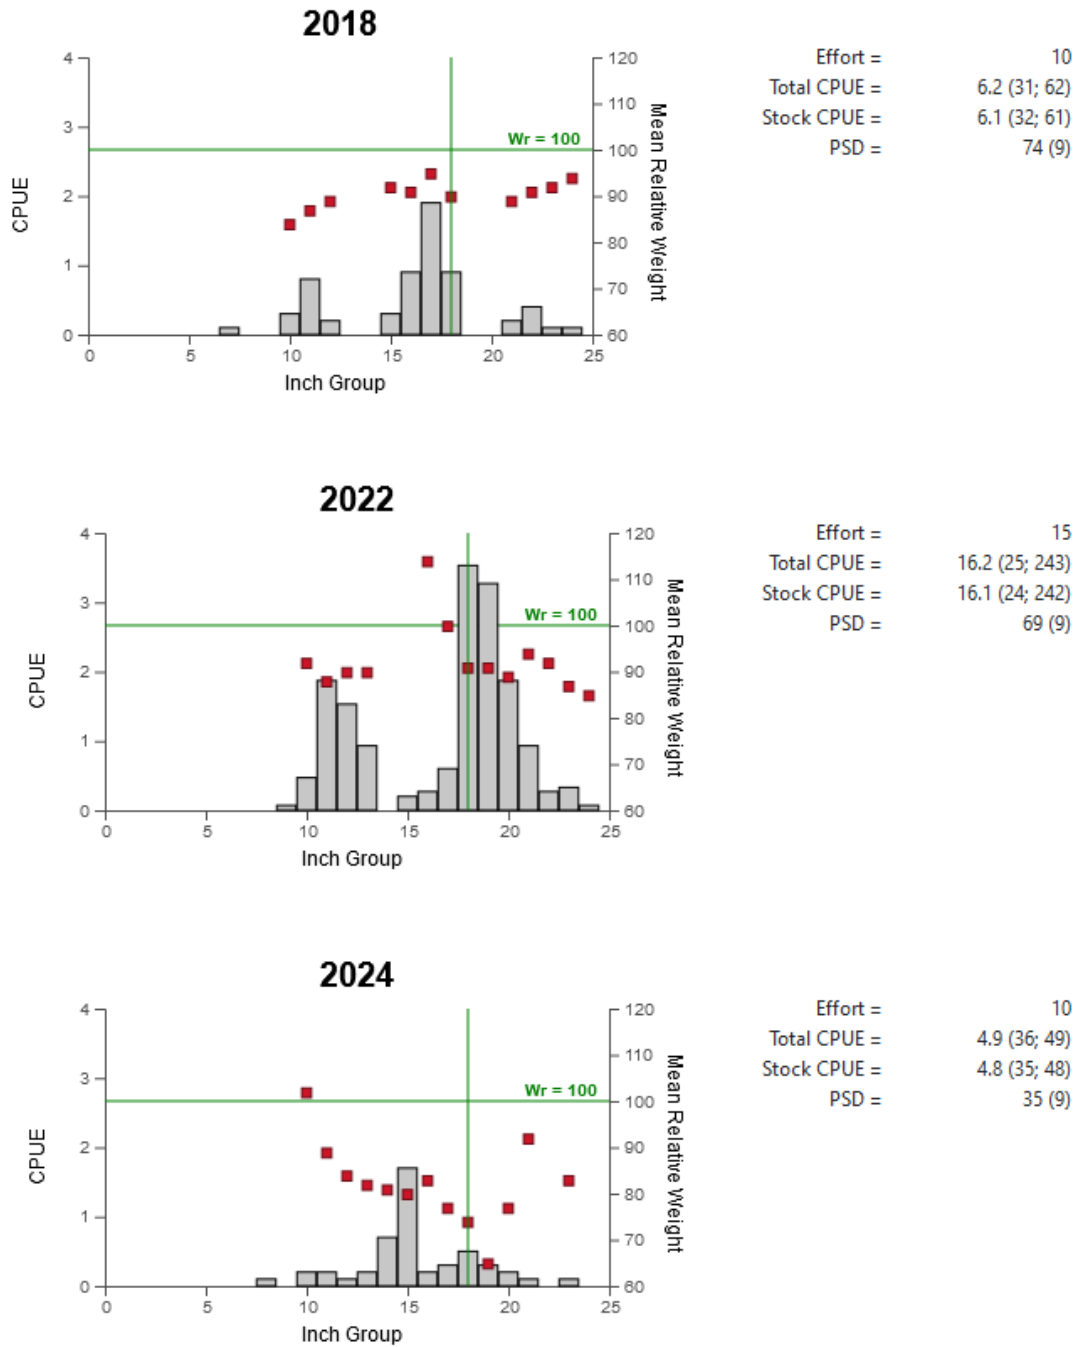 2018
Effort = 10
Total CPUE = 6.2 (31; 62)
Stock CPUE = 6.1 (32; 61)
PSD = 74 (9)
4
3
2
1
0
CPUE
Wr = 100
120
110
100
90
80
70
60
Mean Relative Weight
0 5 10 15 20 25
Inch Group
2022
Effort = 15
Total CPUE = 16.2 (25; 243)
Stock CPUE = 16.1 (24; 242)
PSD = 69 (9)
4
3
2
1
0
CPUE
Wr = 100
120
110
100
90
80
70
60
Mean Relative Weight
0 5 10 15 20 25
Inch Group
2024
Effort = 10
Total CPUE = 4.9 (36; 49)
Stock CPUE = 4.8 (35; 48)
PSD = 35 (9)
4
3
2
1
0
CPUE
Wr = 100
120
110
100
90
80
70
60
Mean Relative Weight
0 5 10 15 20 25
Inch Group